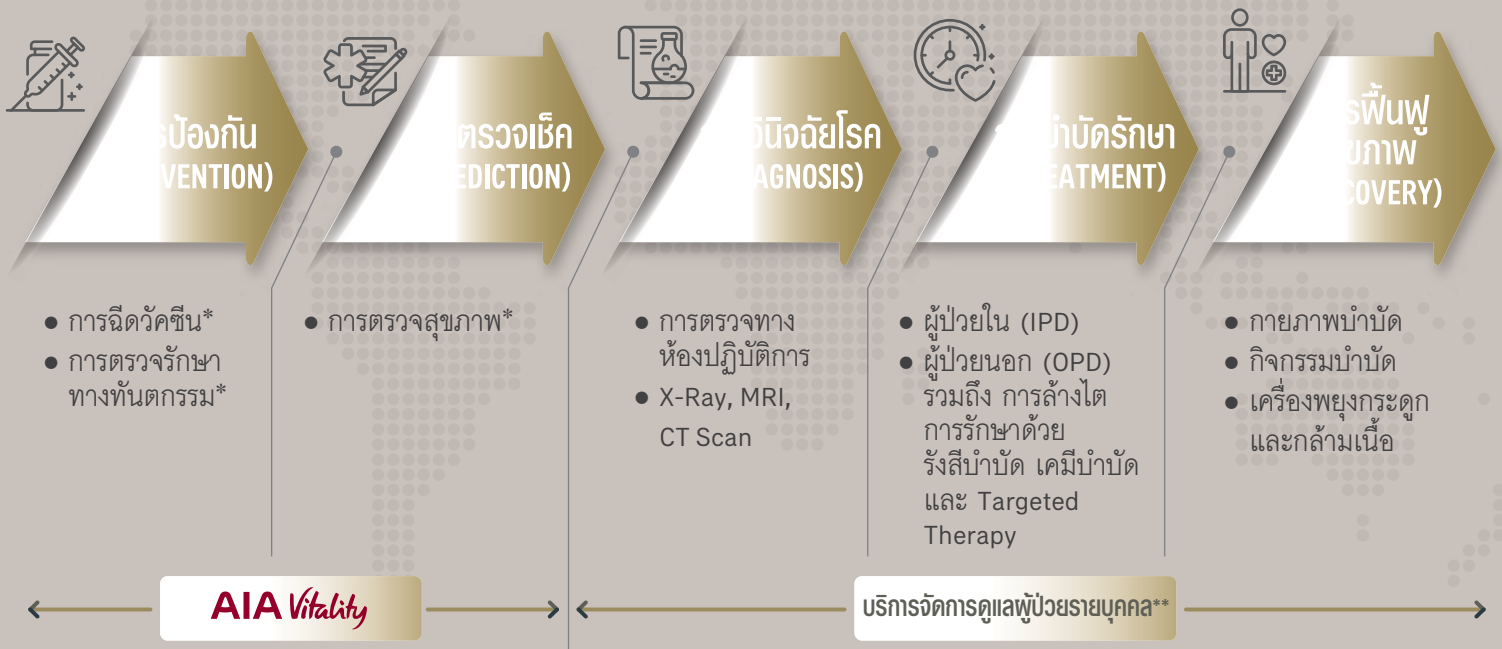 รป้องกัน
VENTION)
ตรวจเช็ค
EDICTION)
วินิจฉัยโรค
AGNOSIS)
บำบัดรักษา
EATMENT)
รฟื้นฟู
ขภาพ
COVERY)
• การฉีดวัคซีน*
• การตรวจรักษา
ทางทันตกรรม*
• การตรวจสุขภาพ*
• การตรวจทาง
ห้องปฏิบัติการ
• X-Ray, MRI,
CT Scan
• ผู้ป่วยใน (IPD)
• ผู้ป่วยนอก (OPD)
รวมถึง การล้างไต
การรักษาด้วย
รังสีบำบัด เคมีบำบัด
และ Targeted
Therapy
• กายภาพบำบัด
• กิจกรรมบำบัด
• เครื่องพยุงกระดูก
และกล้ามเนื้อ
AIA Vitality
บริการจัดการดูแลผู้ป่วยรายบุคคล**